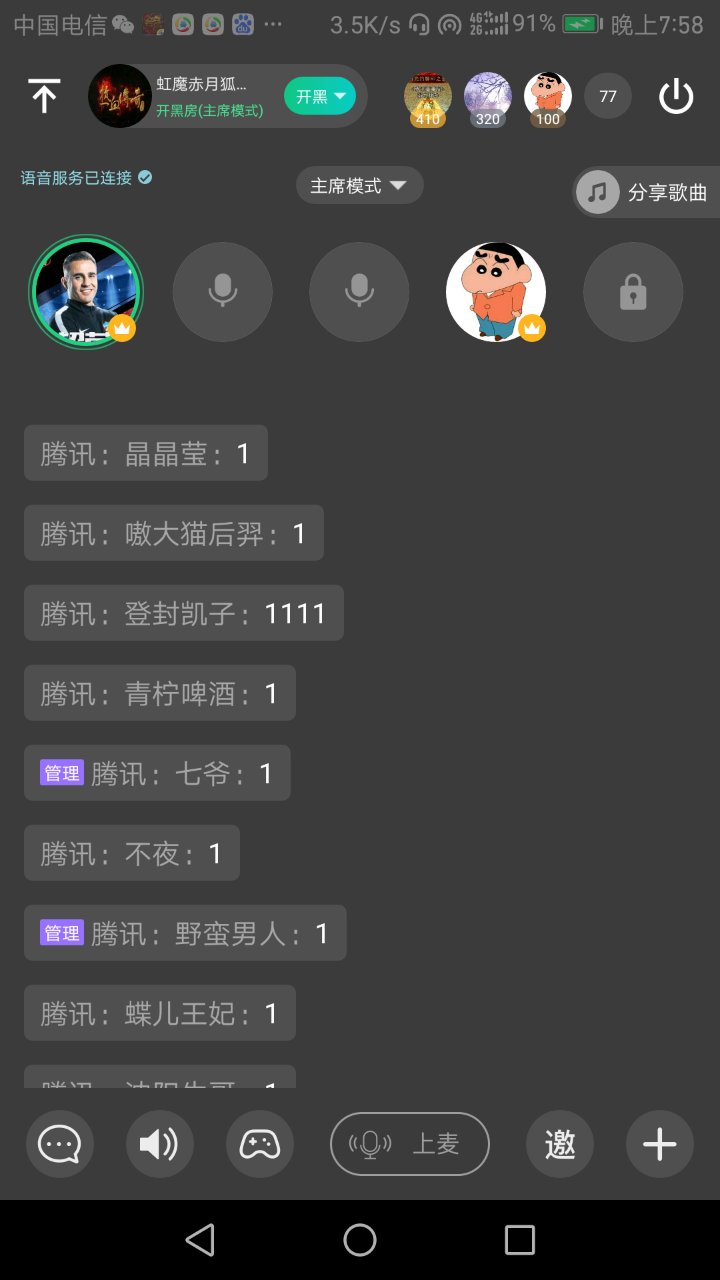 中国电信 ··· 3.5K/s 4G 2G 91% 晚上7:58
虹魔赤月狐...
开黑房(主席模式)
开黑
410 320 100 77
语音服务已连接
主席模式
分享歌曲
腾讯：晶晶莹：1
腾讯：嗷大猫后羿：1
腾讯：登封凯子：1111
腾讯：青柠啤酒：1
管理 腾讯：七爷：1
腾讯：不夜：1
管理 腾讯：野蛮男人：1
腾讯：蝶儿王妃：1
上麦
邀